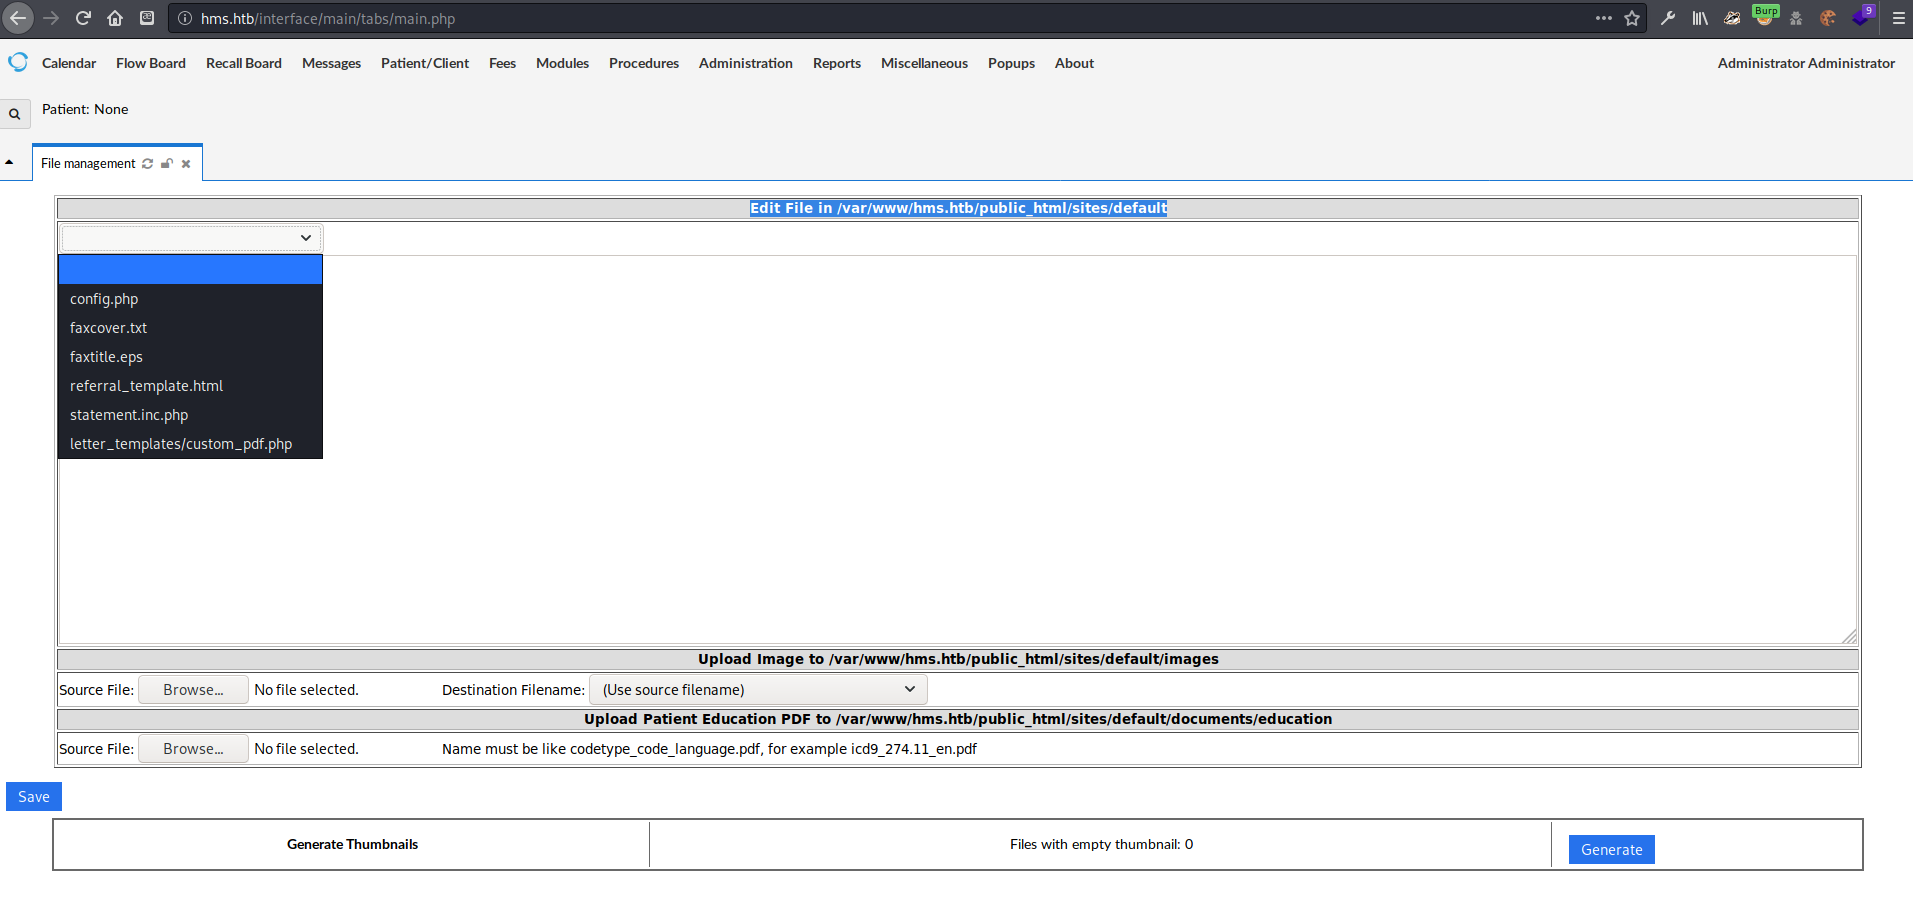 hms.htb/interface/main/tabs/main.php
Burp
9
Calendar Flow Board Recall Board Messages Patient/Client Fees Modules Procedures Administration Reports Miscellaneous Popups About Administrator Administrator
Patient: None
File management
Edit File in /var/www/hms.htb/public_html/sites/default
config.php
faxcover.txt
faxtitle.eps
referral_template.html
statement.inc.php
letter_templates/custom_pdf.php
Upload Image to /var/www/hms.htb/public_html/sites/default/images
Source File: Browse... No file selected. Destination Filename: (Use source filename)
Upload Patient Education PDF to /var/www/hms.htb/public_html/sites/default/documents/education
Source File: Browse... No file selected. Name must be like codetype_code_language.pdf, for example icd9_274.11_en.pdf
Save
Generate Thumbnails Files with empty thumbnail: 0 Generate